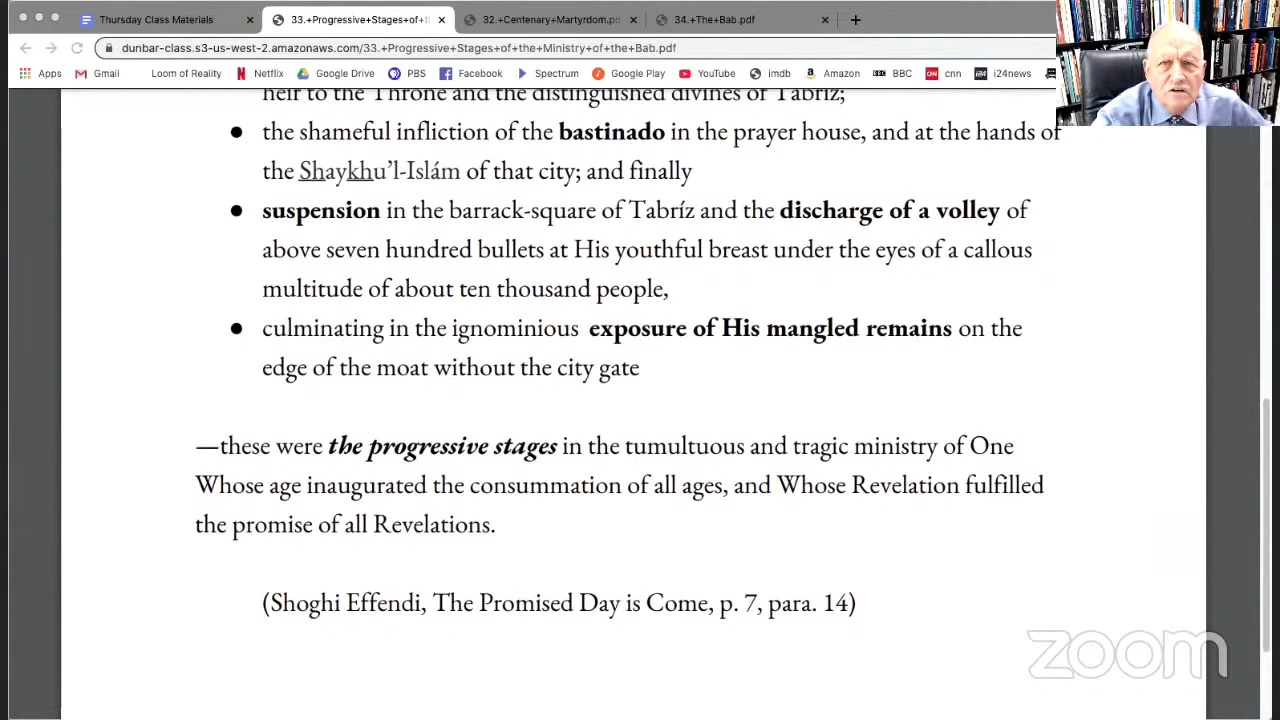 Thursday Class Materials
33.+Progressive+Stages+of+t
32.+Centenary+Martyrdom.pd
34.+The+Bab.pdf
dunbar-class.s3-us-west-2.amazonaws.com/33.+Progressive+Stages+of+the+Ministry+of+the+Bab.pdf
Apps Gmail Loom of Reality Netflix Google Drive PBS Facebook Spectrum Google Play YouTube imdb Amazon BBC cnn i24news
heir to the Throne and the distinguished divines of Tabríz;
● the shameful infliction of the bastinado in the prayer house, and at the hands of
the Shaykhu’l-Islám of that city; and finally
● suspension in the barrack-square of Tabríz and the discharge of a volley of
above seven hundred bullets at His youthful breast under the eyes of a callous
multitude of about ten thousand people,
● culminating in the ignominious exposure of His mangled remains on the
edge of the moat without the city gate
—these were the progressive stages in the tumultuous and tragic ministry of One
Whose age inaugurated the consummation of all ages, and Whose Revelation fulfilled
the promise of all Revelations.
(Shoghi Effendi, The Promised Day is Come, p. 7, para. 14)
zoom